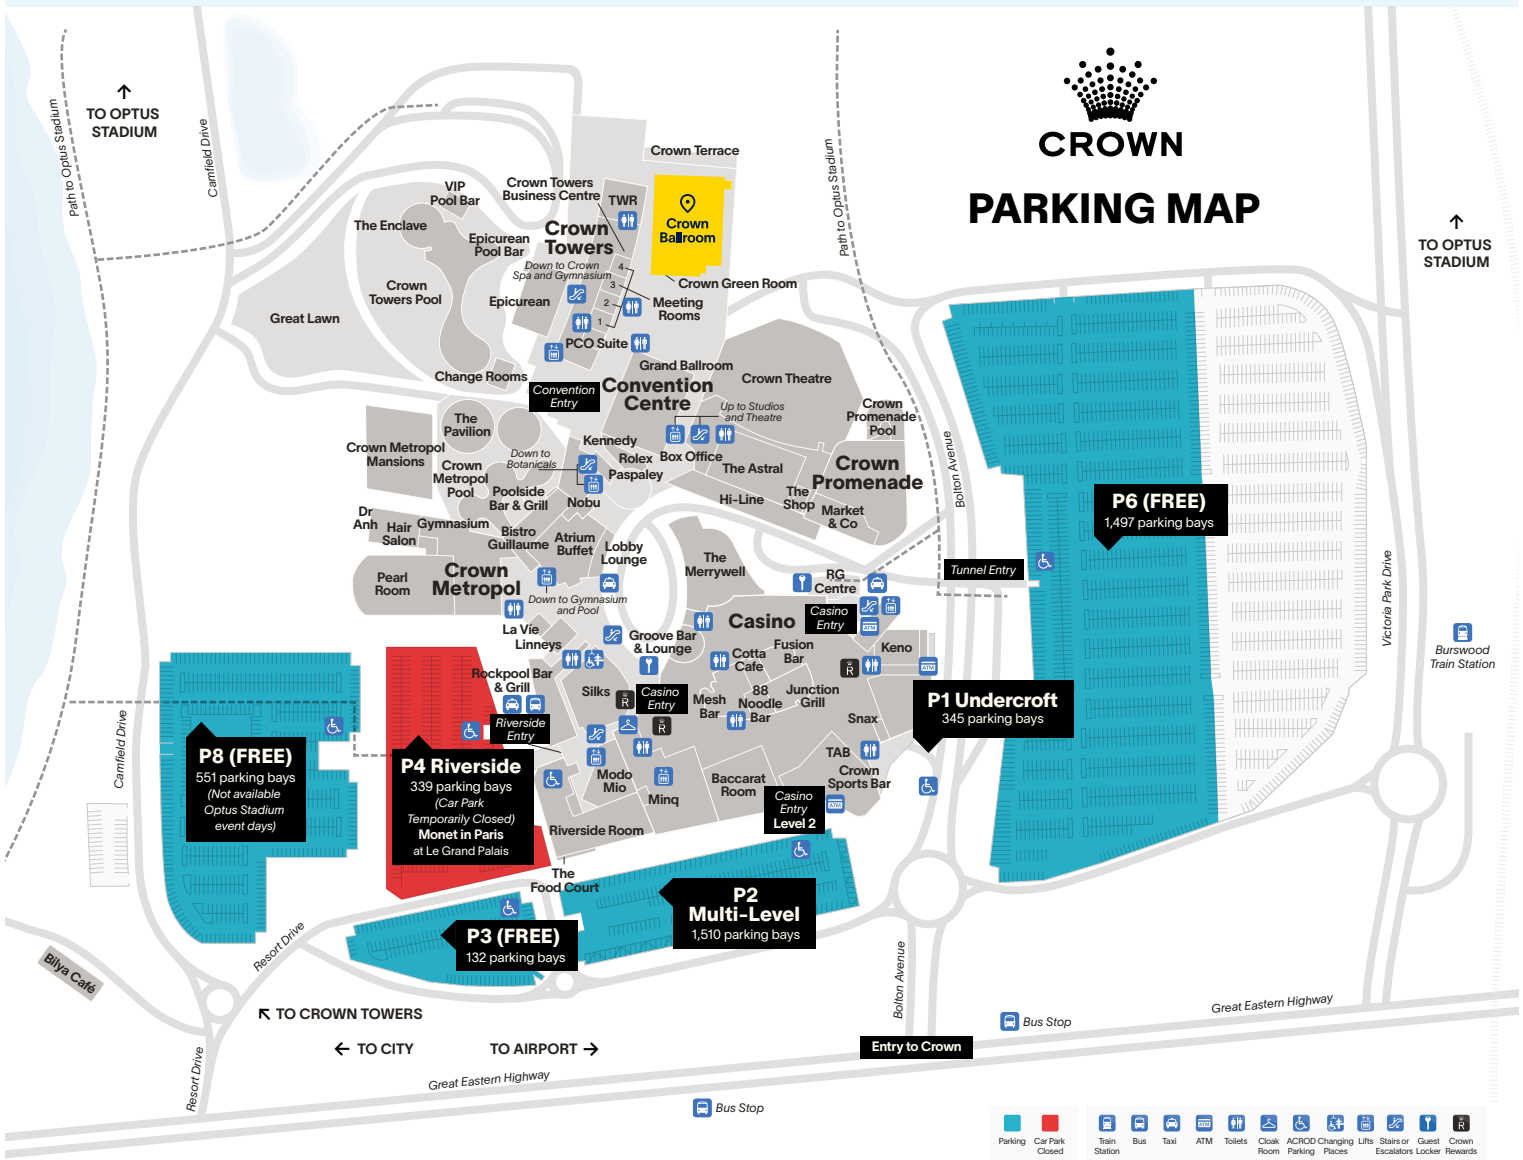 CROWN
PARKING MAP
TO OPTUS
STADIUM
Path to Optus Stadium
Camfield Drive
Path to Optus Stadium
TO OPTUS
STADIUM
Crown Terrace
VIP
Pool Bar
Crown Towers
Business Centre
TWR
Crown
Ballroom
The Enclave
Epicurean
Pool Bar
Crown
Towers
Down to Crown
Spa and Gymnasium
4
3
2
1
Crown Green Room
Meeting
Rooms
Crown
Towers Pool
Epicurean
Great Lawn
PCO Suite
Change Rooms
Grand Ballroom
Convention
Entry
Convention
Centre
Crown Theatre
Up to Studios
and Theatre
Crown
Promenade
Pool
The
Pavilion
Crown Metropol
Mansions
Crown
Metropol
Pool
Down to
Botanicals
Kennedy
Rolex
Paspaley
Box Office
The Astral
Crown
Promenade
Poolside
Bar & Grill
Nobu
Hi-Line
The
Shop
Market
& Co
Bolton Avenue
P6 (FREE)
1,497 parking bays
Dr
Anh
Hair
Salon
Gymnasium
Bistro
Guillaume
Atrium
Buffet
Lobby
Lounge
The
Merrywell
Tunnel Entry
Pearl
Room
Crown
Metropol
Down to Gymnasium
and Pool
RG
Centre
Casino
Entry
Casino
Victoria Park Drive
Burswood
Train Station
La Vie
Linneys
Groove Bar
& Lounge
Cotta
Cafe
Fusion
Bar
Keno
ATM
ATM
Rockpool Bar
& Grill
Silks
R
Casino
Entry
R
R
Mesh
Bar
88
Noodle
Bar
Junction
Grill
Snax
P1 Undercroft
345 parking bays
Riverside
Entry
TAB
Crown
Sports Bar
Modo
Mio
Minq
Baccarat
Room
Casino
Entry
Level 2
ATM
Riverside Room
The
Food Court
Camfield Drive
P8 (FREE)
551 parking bays
(Not available
Optus Stadium
event days)
P4 Riverside
339 parking bays
(Car Park
Temporarily Closed)
Monet in Paris
at Le Grand Palais
P2
Multi-Level
1,510 parking bays
P3 (FREE)
132 parking bays
Resort Drive
Bilya Café
Bolton Avenue
TO CROWN TOWERS
TO CITY
TO AIRPORT
Entry to Crown
Bus Stop
Great Eastern Highway
Great Eastern Highway
Resort Drive
Bus Stop
ATM
R
Parking
Car Park
Closed
Train
Station
Bus
Taxi
ATM
Toilets
Cloak
Room
ACROD
Parking
Changing
Places
Lifts
Stairs or
Escalators
Guest
Locker
Crown
Rewards